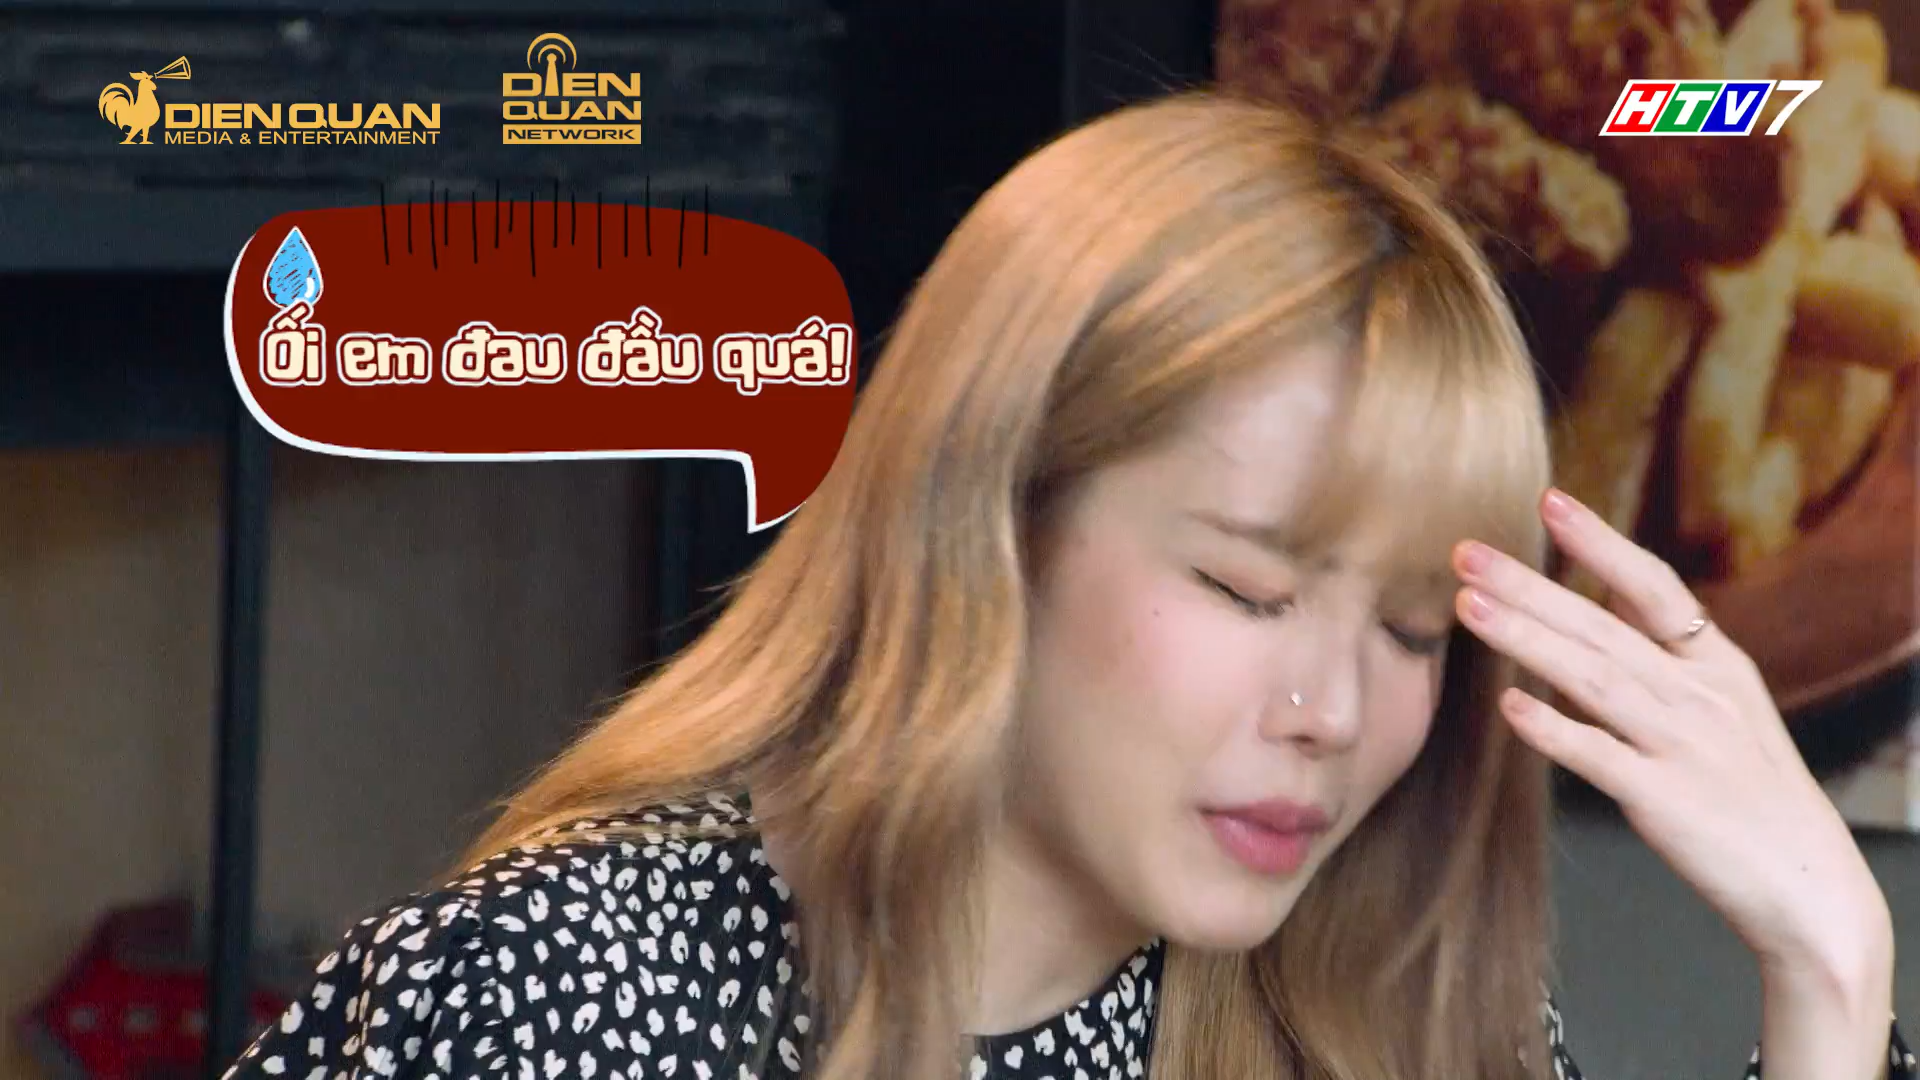 DIEN QUAN
MEDIA & ENTERTAINMENT
DIEN
QUAN
NETWORK
HTV7
Ối em đau đầu quá!